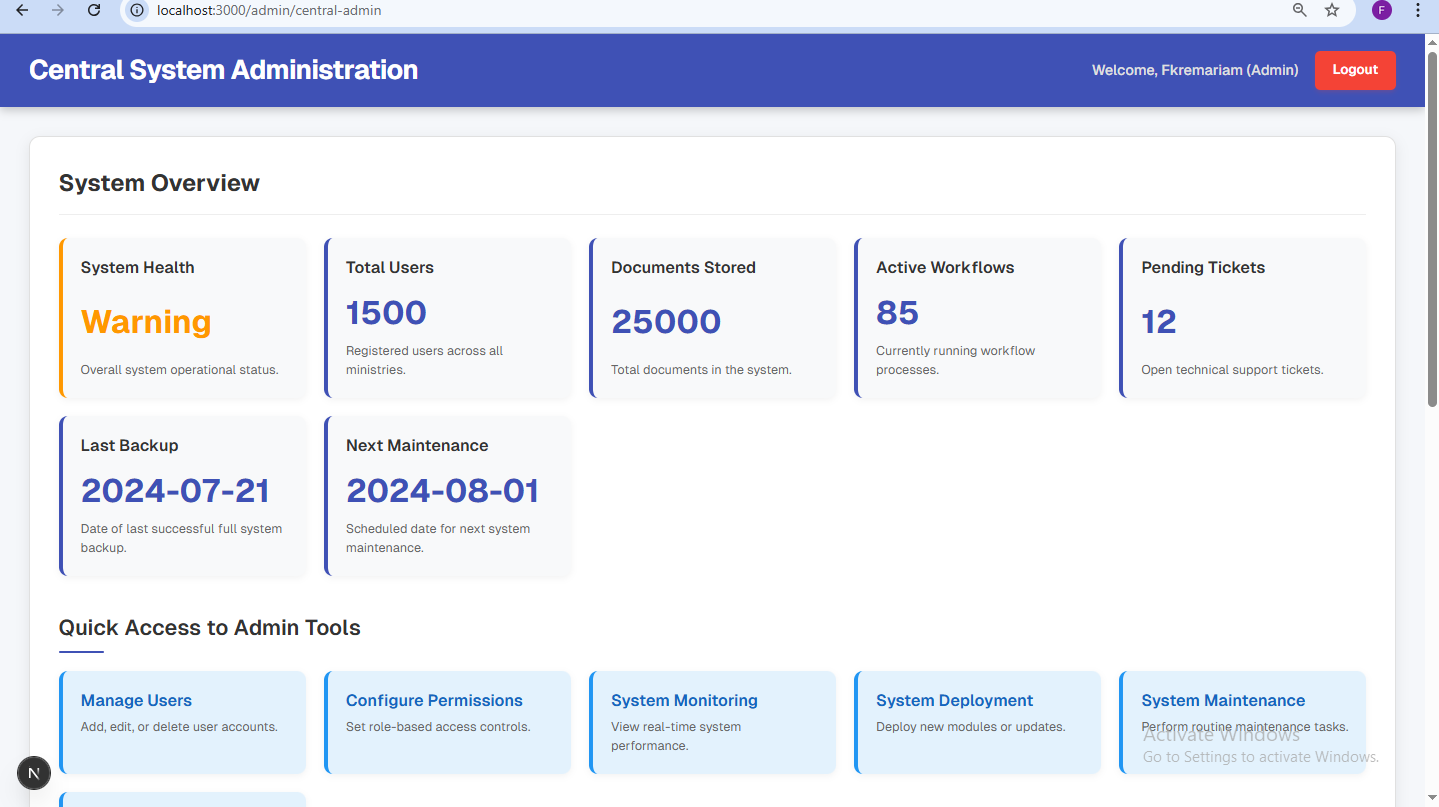 localhost:3000/admin/central-admin
F
Central System Administration
Welcome, Fkremariam (Admin)
Logout
System Overview
System Health
Warning
Overall system operational status.
Total Users
1500
Registered users across all
ministries.
Documents Stored
25000
Total documents in the system.
Active Workflows
85
Currently running workflow
processes.
Pending Tickets
12
Open technical support tickets.
Last Backup
2024-07-21
Date of last successful full system
backup.
Next Maintenance
2024-08-01
Scheduled date for next system
maintenance.
Quick Access to Admin Tools
Manage Users
Add, edit, or delete user accounts.
Configure Permissions
Set role-based access controls.
System Monitoring
View real-time system
performance.
System Deployment
Deploy new modules or updates.
System Maintenance
Perform routine maintenance tasks.
Activate Windows
Go to Settings to activate Windows.
N